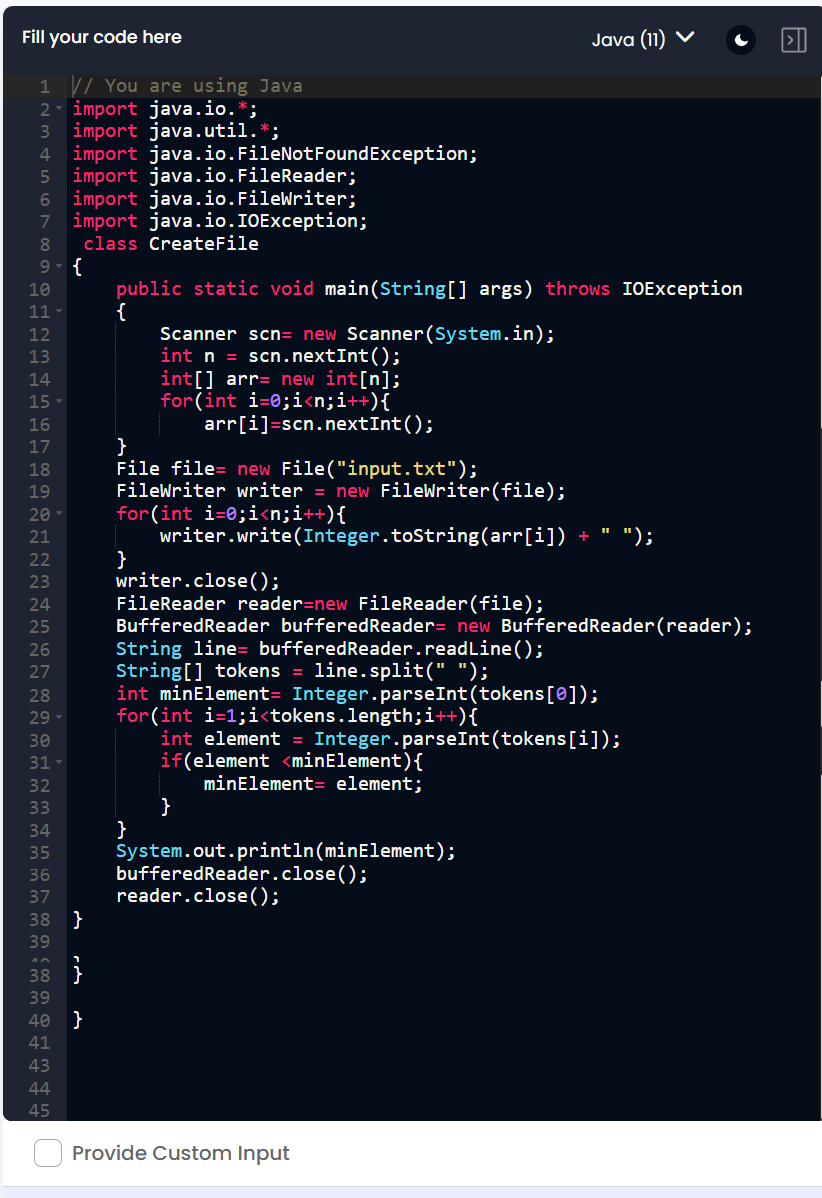 Fill your code here
Java (11)
1 // You are using Java
2 import java.io.*;
3 import java.util.*;
4 import java.io.FileNotFoundException;
5 import java.io.FileReader;
6 import java.io.FileWriter;
7 import java.io.IOException;
8  class CreateFile
9 {
10     public static void main(String[] args) throws IOException
11     {
12         Scanner scn= new Scanner(System.in);
13         int n = scn.nextInt();
14         int[] arr= new int[n];
15         for(int i=0;i<n;i++){
16             arr[i]=scn.nextInt();
17     }
18     File file= new File("input.txt");
19     FileWriter writer = new FileWriter(file);
20     for(int i=0;i<n;i++){
21         writer.write(Integer.toString(arr[i]) + " ");
22     }
23     writer.close();
24     FileReader reader=new FileReader(file);
25     BufferedReader bufferedReader= new BufferedReader(reader);
26     String line= bufferedReader.readLine();
27     String[] tokens = line.split(" ");
28     int minElement= Integer.parseInt(tokens[0]);
29     for(int i=1;i<tokens.length;i++){
30         int element = Integer.parseInt(tokens[i]);
31         if(element <minElement){
32             minElement= element;
33         }
34     }
35     System.out.println(minElement);
36     bufferedReader.close();
37     reader.close();
38 }
39
38 }
39
40 }
41
43
44
45
Provide Custom Input